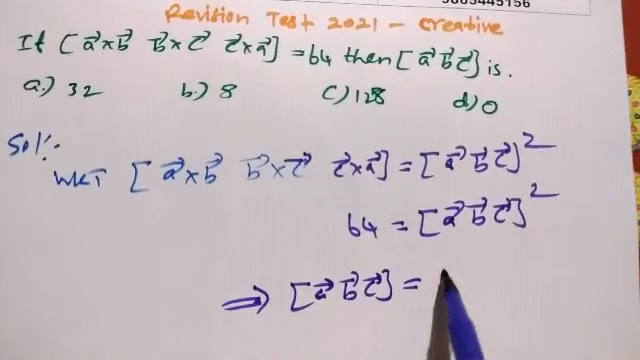 Revision Test 2021 - Creative
If [a⃗×b⃗ b⃗×c⃗ c⃗×a⃗] = 64 then [a⃗ b⃗ c⃗] is.
a.) 32 b.) 8 c) 128 d) 0
Sol:-
WKT [a⃗×b⃗ b⃗×c⃗ c⃗×a⃗] = [a⃗ b⃗ c⃗]²
64 = [a⃗ b⃗ c⃗]²
⇒ [a⃗ b⃗ c⃗] =